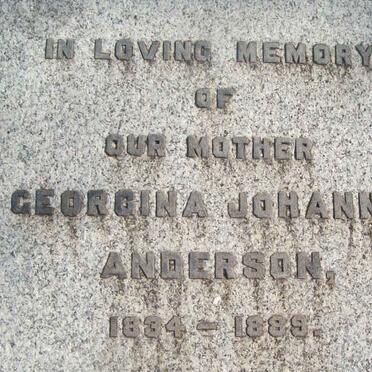 IN LOVING MEMORY
OF
OUR MOTHER
GEORGINA JOHANN
ANDERSON,
1834 - 1889.